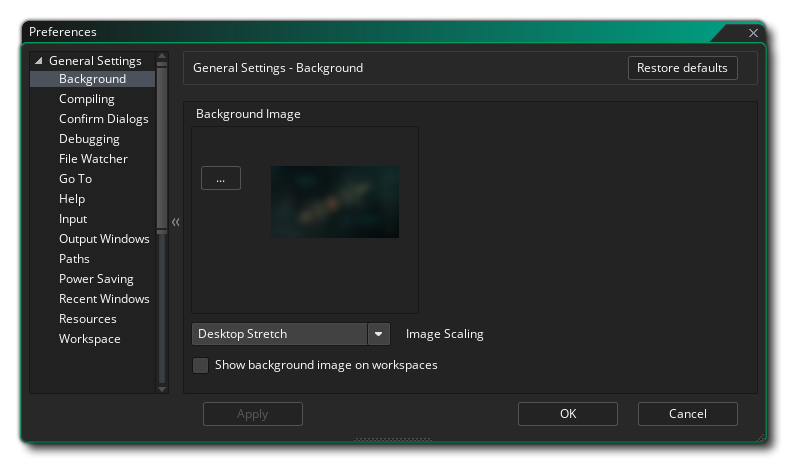 Preferences
General Settings
Background
Compiling
Confirm Dialogs
Debugging
File Watcher
Go To
Help
Input
Output Windows
Paths
Power Saving
Recent Windows
Resources
Workspace
General Settings - Background
Restore defaults
Background Image
...
Desktop Stretch
Image Scaling
Show background image on workspaces
Apply
OK
Cancel